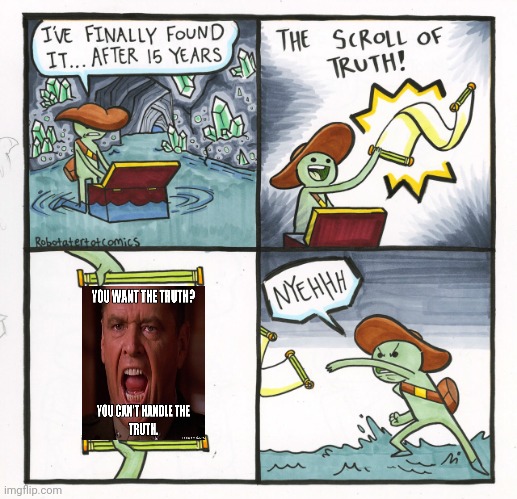 I'VE FINALLY FOUND
IT... AFTER 15 YEARS
THE SCROLL OF
TRUTH!
Robotatertotcomics
YOU WANT THE TRUTH?
YOU CAN'T HANDLE THE
TRUTH.
NYEHHH
imgflip.com